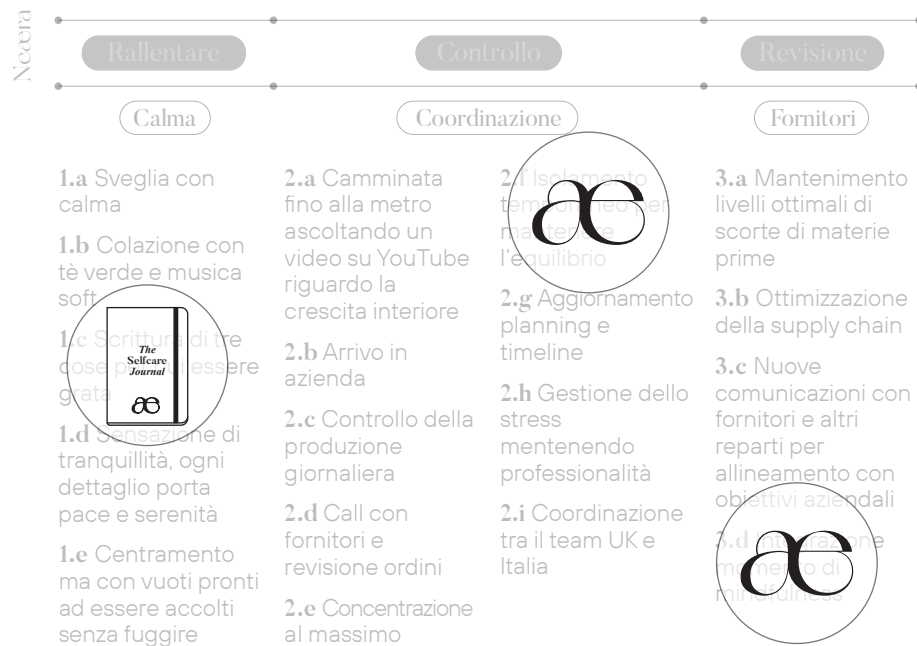 Neæra
Rallentare
Controllo
Revisione
Calma
Coordinazione
Fornitori
1.a Sveglia con
calma
1.b Colazione con
tè verde e musica
soft
1.c Scrittura di tre
cose per cui essere
grata
1.d Sensazione di
tranquillità, ogni
dettaglio porta
pace e serenità
1.e Centramento
ma con vuoti pronti
ad essere accolti
senza fuggire
The
Selfcare
Journal
æ
2.a Camminata
fino alla metro
ascoltando un
video su YouTube
riguardo la
crescita interiore
2.b Arrivo in
azienda
2.c Controllo della
produzione
giornaliera
2.d Call con
fornitori e
revisione ordini
2.e Concentrazione
al massimo
2.f Isolamento
temporaneo per
mantenere
l'equilibrio
æ
2.g Aggiornamento
planning e
timeline
2.h Gestione dello
stress
mentenendo
professionalità
2.i Coordinazione
tra il team UK e
Italia
3.a Mantenimento
livelli ottimali di
scorte di materie
prime
3.b Ottimizzazione
della supply chain
3.c Nuove
comunicazioni con
fornitori e altri
reparti per
allineamento con
obiettivi aziendali
3.d Integrazione
momento di
mindfulness
æ